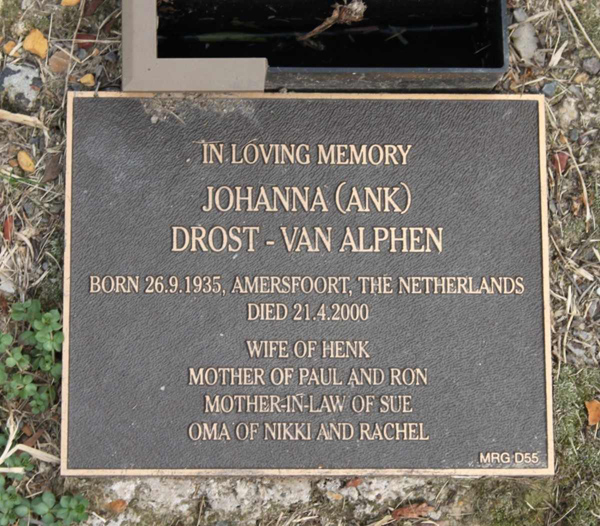 IN LOVING MEMORY
JOHANNA (ANK)
DROST - VAN ALPHEN
BORN 26.9.1935, AMERSFOORT, THE NETHERLANDS
DIED 21.4.2000
WIFE OF HENK
MOTHER OF PAUL AND RON
MOTHER-IN-LAW OF SUE
OMA OF NIKKI AND RACHEL
MRG D55